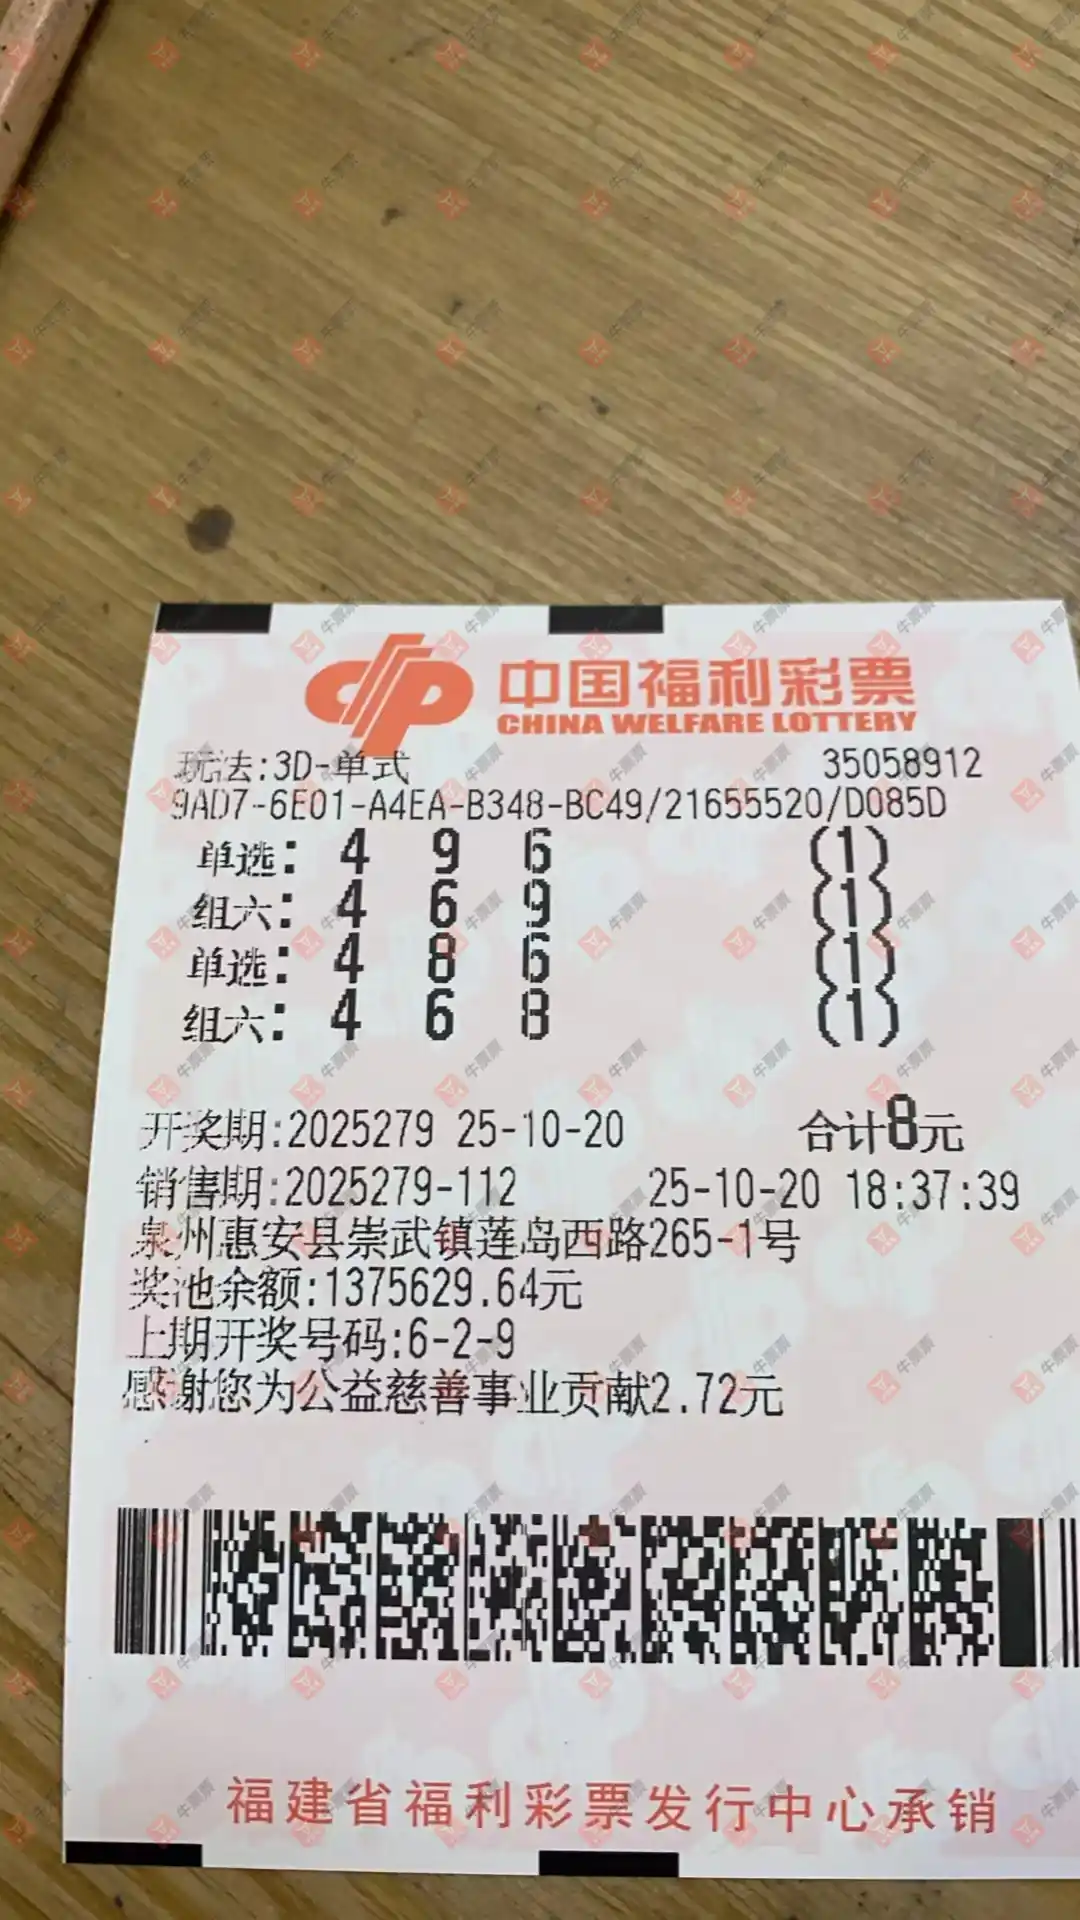 中国福利彩票
CHINA WELFARE LOTTERY
玩法:3D-单式 35058912
9AD7-6E01-A4EA-B348-BC49/21655520/D085D
单选: 4 9 6 (1)
组六: 4 6 9 (1)
单选: 4 8 6 (1)
组六: 4 6 8 (1)
开奖期:2025279 25-10-20 合计8元
销售期:2025279-112 25-10-20 18:37:39
泉州惠安县崇武镇莲岛西路265-1号
奖池余额:1375629.64元
上期开奖号码:6-2-9
感谢您为公益慈善事业贡献2.72元
福建省福利彩票发行中心承销
牛票票